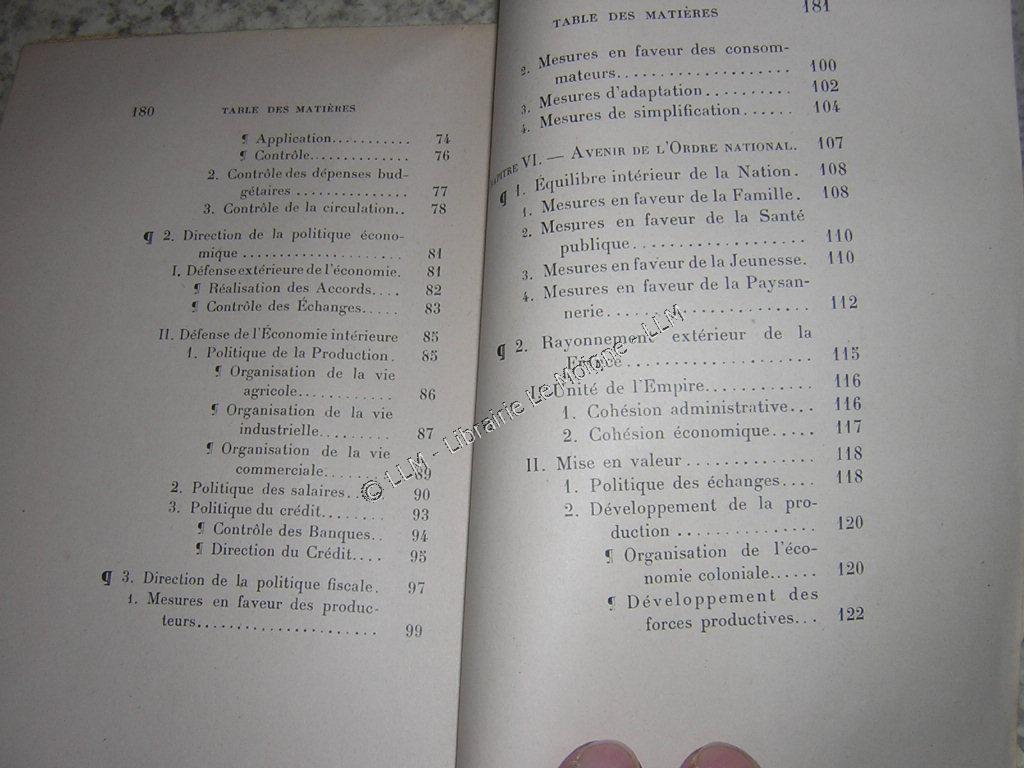 180 TABLE DES MATIÈRES
¶ Application........... 74
¶ Contrôle.............. 76
2. Contrôle des dépenses bud-
gétaires ............... 77
3. Contrôle de la circulation.. 78
¶ 2. Direction de la politique écono-
mique .................... 81
I. Défense extérieure de l'économie. 81
¶ Réalisation des Accords.... 82
¶ Contrôle des Échanges..... 83
II. Défense de l'Économie intérieure 85
1. Politique de la Production. 85
¶ Organisation de la vie
agricole............ 86
¶ Organisation de la vie
industrielle......... 87
¶ Organisation de la vie
commerciale........ 89
2. Politique des salaires.. 90
3. Politique du crédit........ 93
¶ Contrôle des Banques.. 94
¶ Direction du Crédit.... 95
¶ 3. Direction de la politique fiscale. 97
1. Mesures en faveur des produc-
teurs...................... 99
TABLE DES MATIÈRES 181
2. Mesures en faveur des consom-
mateurs................... 100
3. Mesures d'adaptation.......... 102
4. Mesures de simplification...... 104
APITRE VI. — AVENIR DE L'ORDRE NATIONAL. 107
¶ 1. Équilibre intérieur de la Nation. 108
1. Mesures en faveur de la Famille. 108
2. Mesures en faveur de la Santé
publique................... 110
3. Mesures en faveur de la Jeunesse. 110
4. Mesures en faveur de la Paysan-
nerie...................... 112
¶ 2. Rayonnement extérieur de la
France.................... 115
I. Unité de l'Empire............ 116
1. Cohésion administrative... 116
2. Cohésion économique..... 117
II. Mise en valeur.............. 118
1. Politique des échanges.... 118
2. Développement de la pro-
duction ............... 120
¶ Organisation de l'éco-
nomie coloniale...... 120
¶ Développement des
forces productives... 122
© LLM - Librairie Le Moigne - LLM